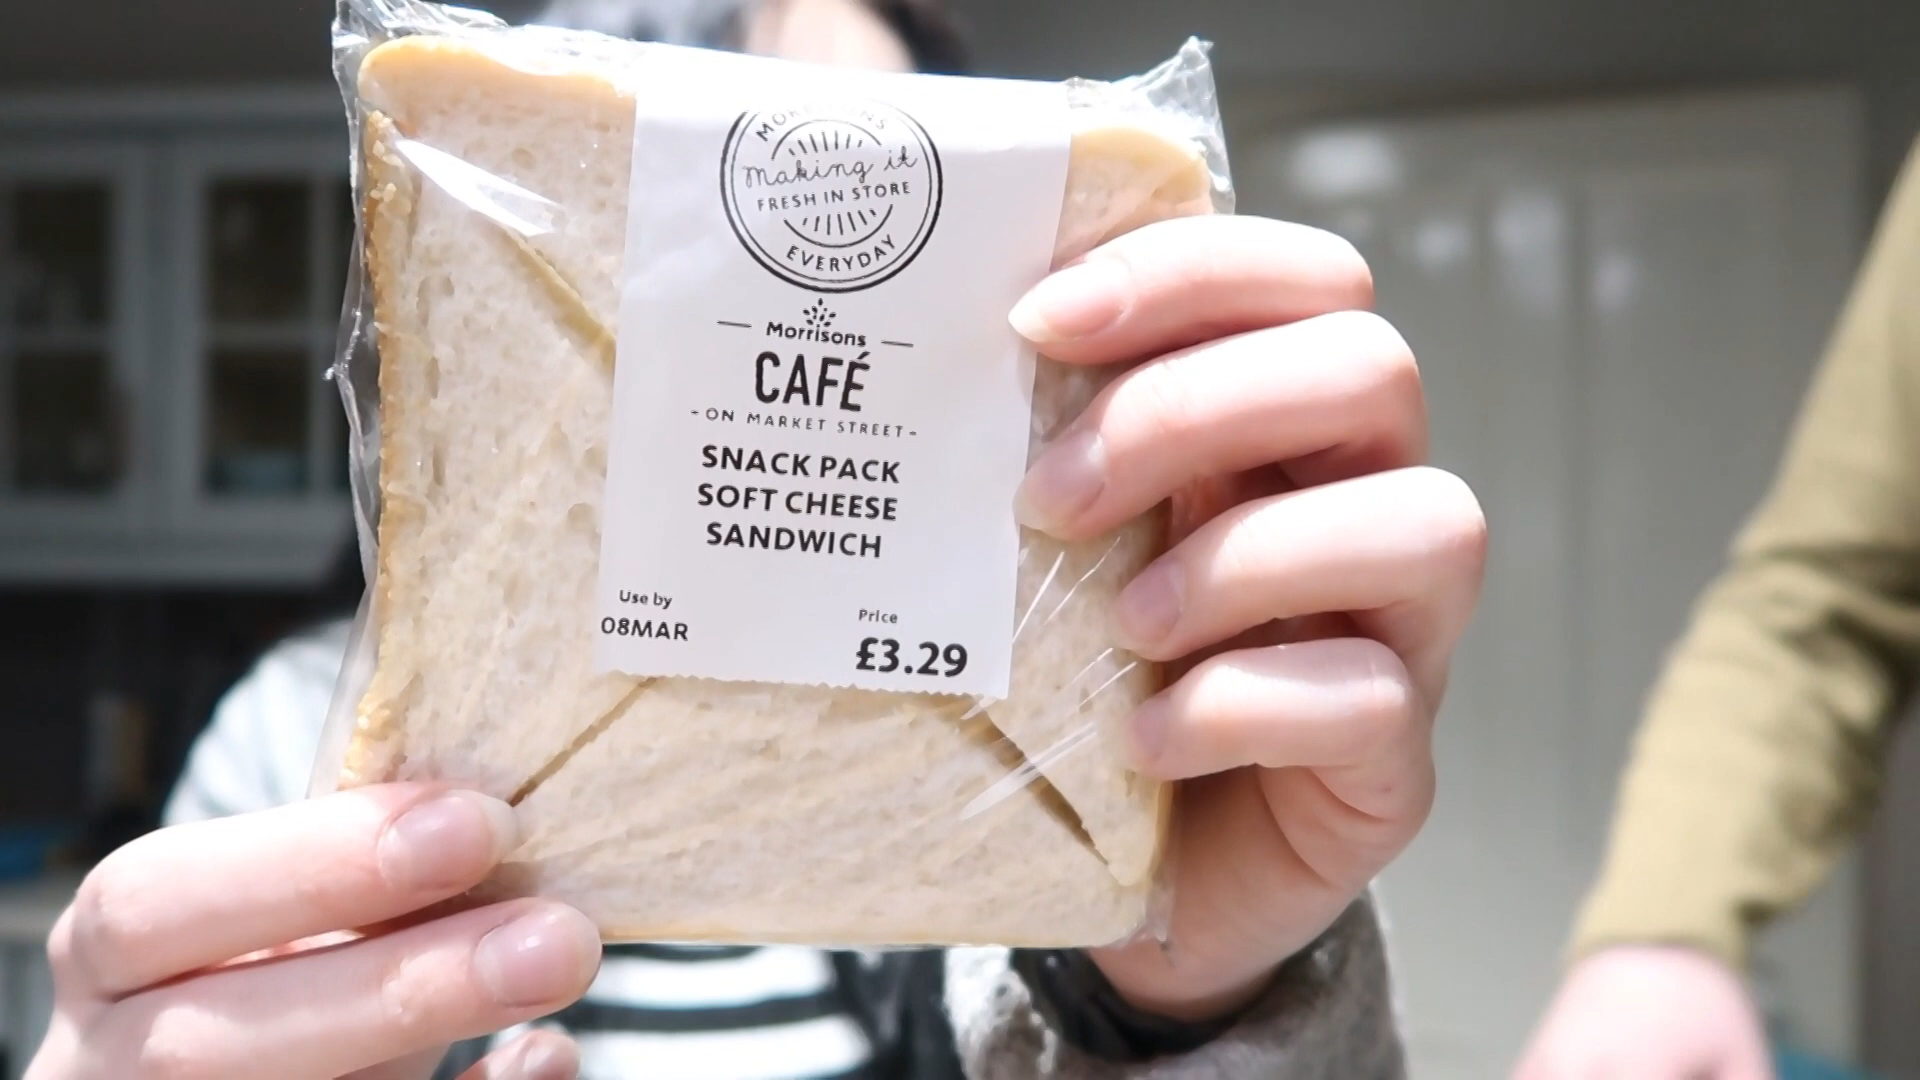 MORRISONS
Making it
FRESH IN STORE
EVERYDAY
Morrisons
CAFÉ
- ON MARKET STREET -
SNACK PACK
SOFT CHEESE
SANDWICH
Use by
08MAR
Price
£3.29